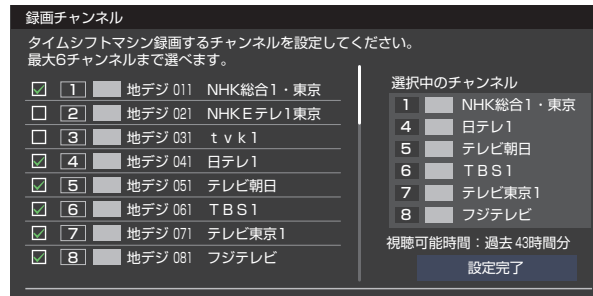 録画チャンネル
タイムシフトマシン録画するチャンネルを設定してください。
最大6チャンネルまで選べます。
1 地デジ 011 NHK総合1・東京
2 地デジ 021 NHKEテレ1東京
3 地デジ 031 tvk1
4 地デジ 041 日テレ1
5 地デジ 051 テレビ朝日
6 地デジ 061 TBS1
7 地デジ 071 テレビ東京1
8 地デジ 081 フジテレビ
選択中のチャンネル
1 NHK総合1・東京
4 日テレ1
5 テレビ朝日
6 TBS1
7 テレビ東京1
8 フジテレビ
視聴可能時間：過去43時間分
設定完了